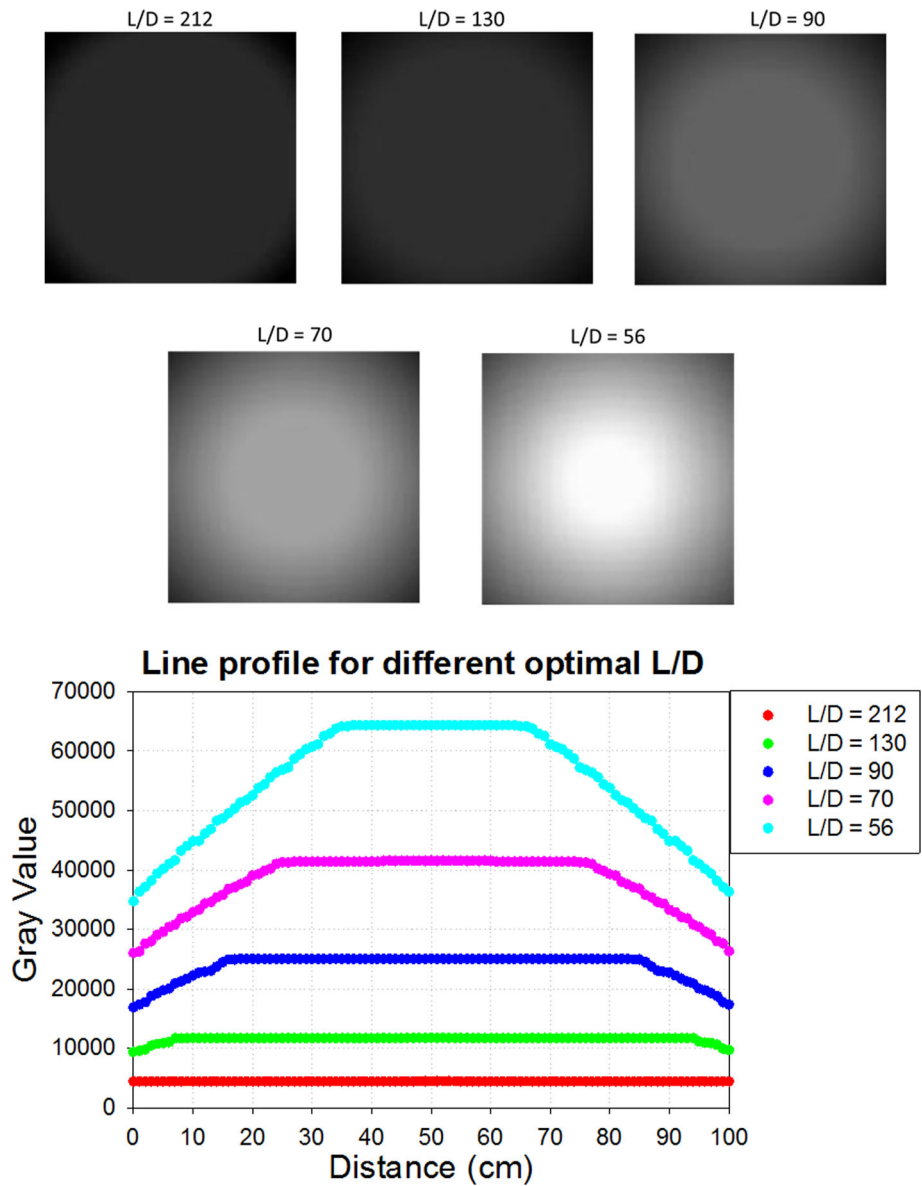 L/D = 212
L/D = 130
L/D = 90
L/D = 70
L/D = 56
Line profile for different optimal L/D
70000
60000
50000
40000
30000
20000
10000
0
Gray Value
0 10 20 30 40 50 60 70 80 90 100
Distance (cm)
L/D = 212
L/D = 130
L/D = 90
L/D = 70
L/D = 56